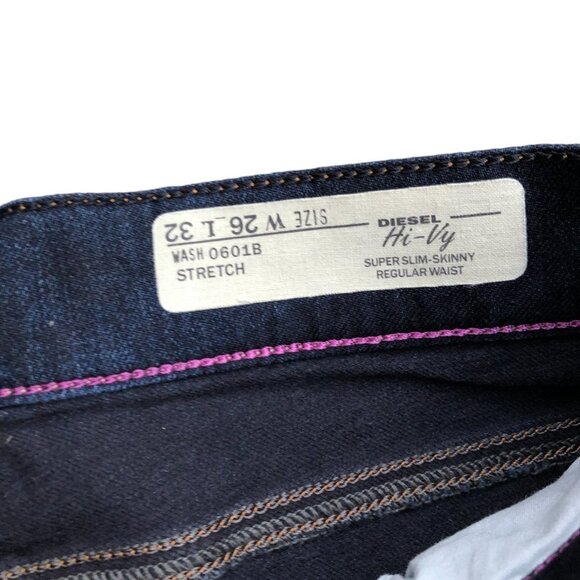 SIZE W 26 L 32
WASH 0601B
STRETCH
DIESEL
Hi-Vy
SUPER SLIM-SKINNY
REGULAR WAIST